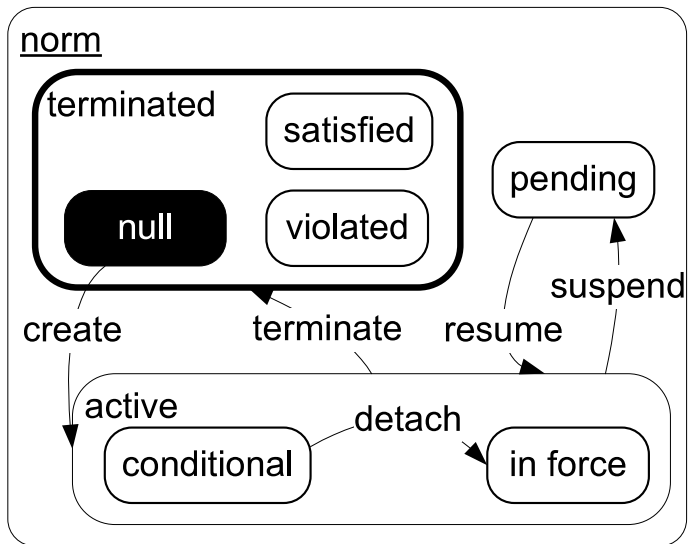 norm
terminated
satisfied
pending
null
violated
suspend
create
terminate
resume
active
detach
conditional
in force